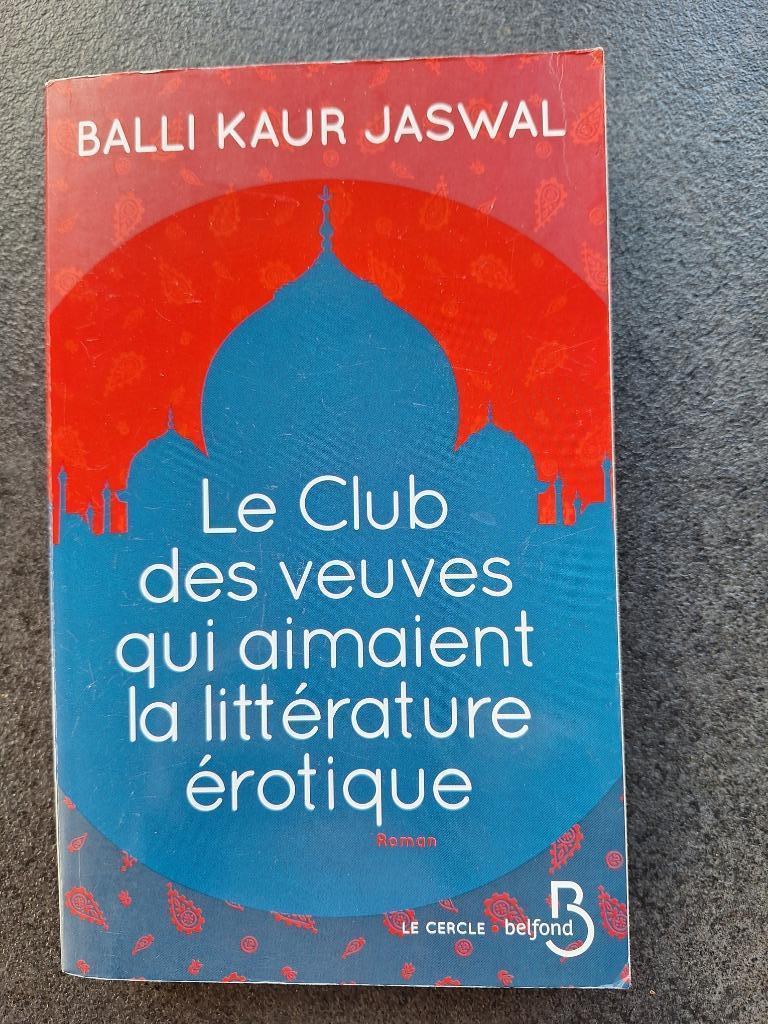 BALLI KAUR JASWAL
Le Club
des veuves
qui aimaient
la littérature
érotique
Roman
LE CERCLE • belfond B